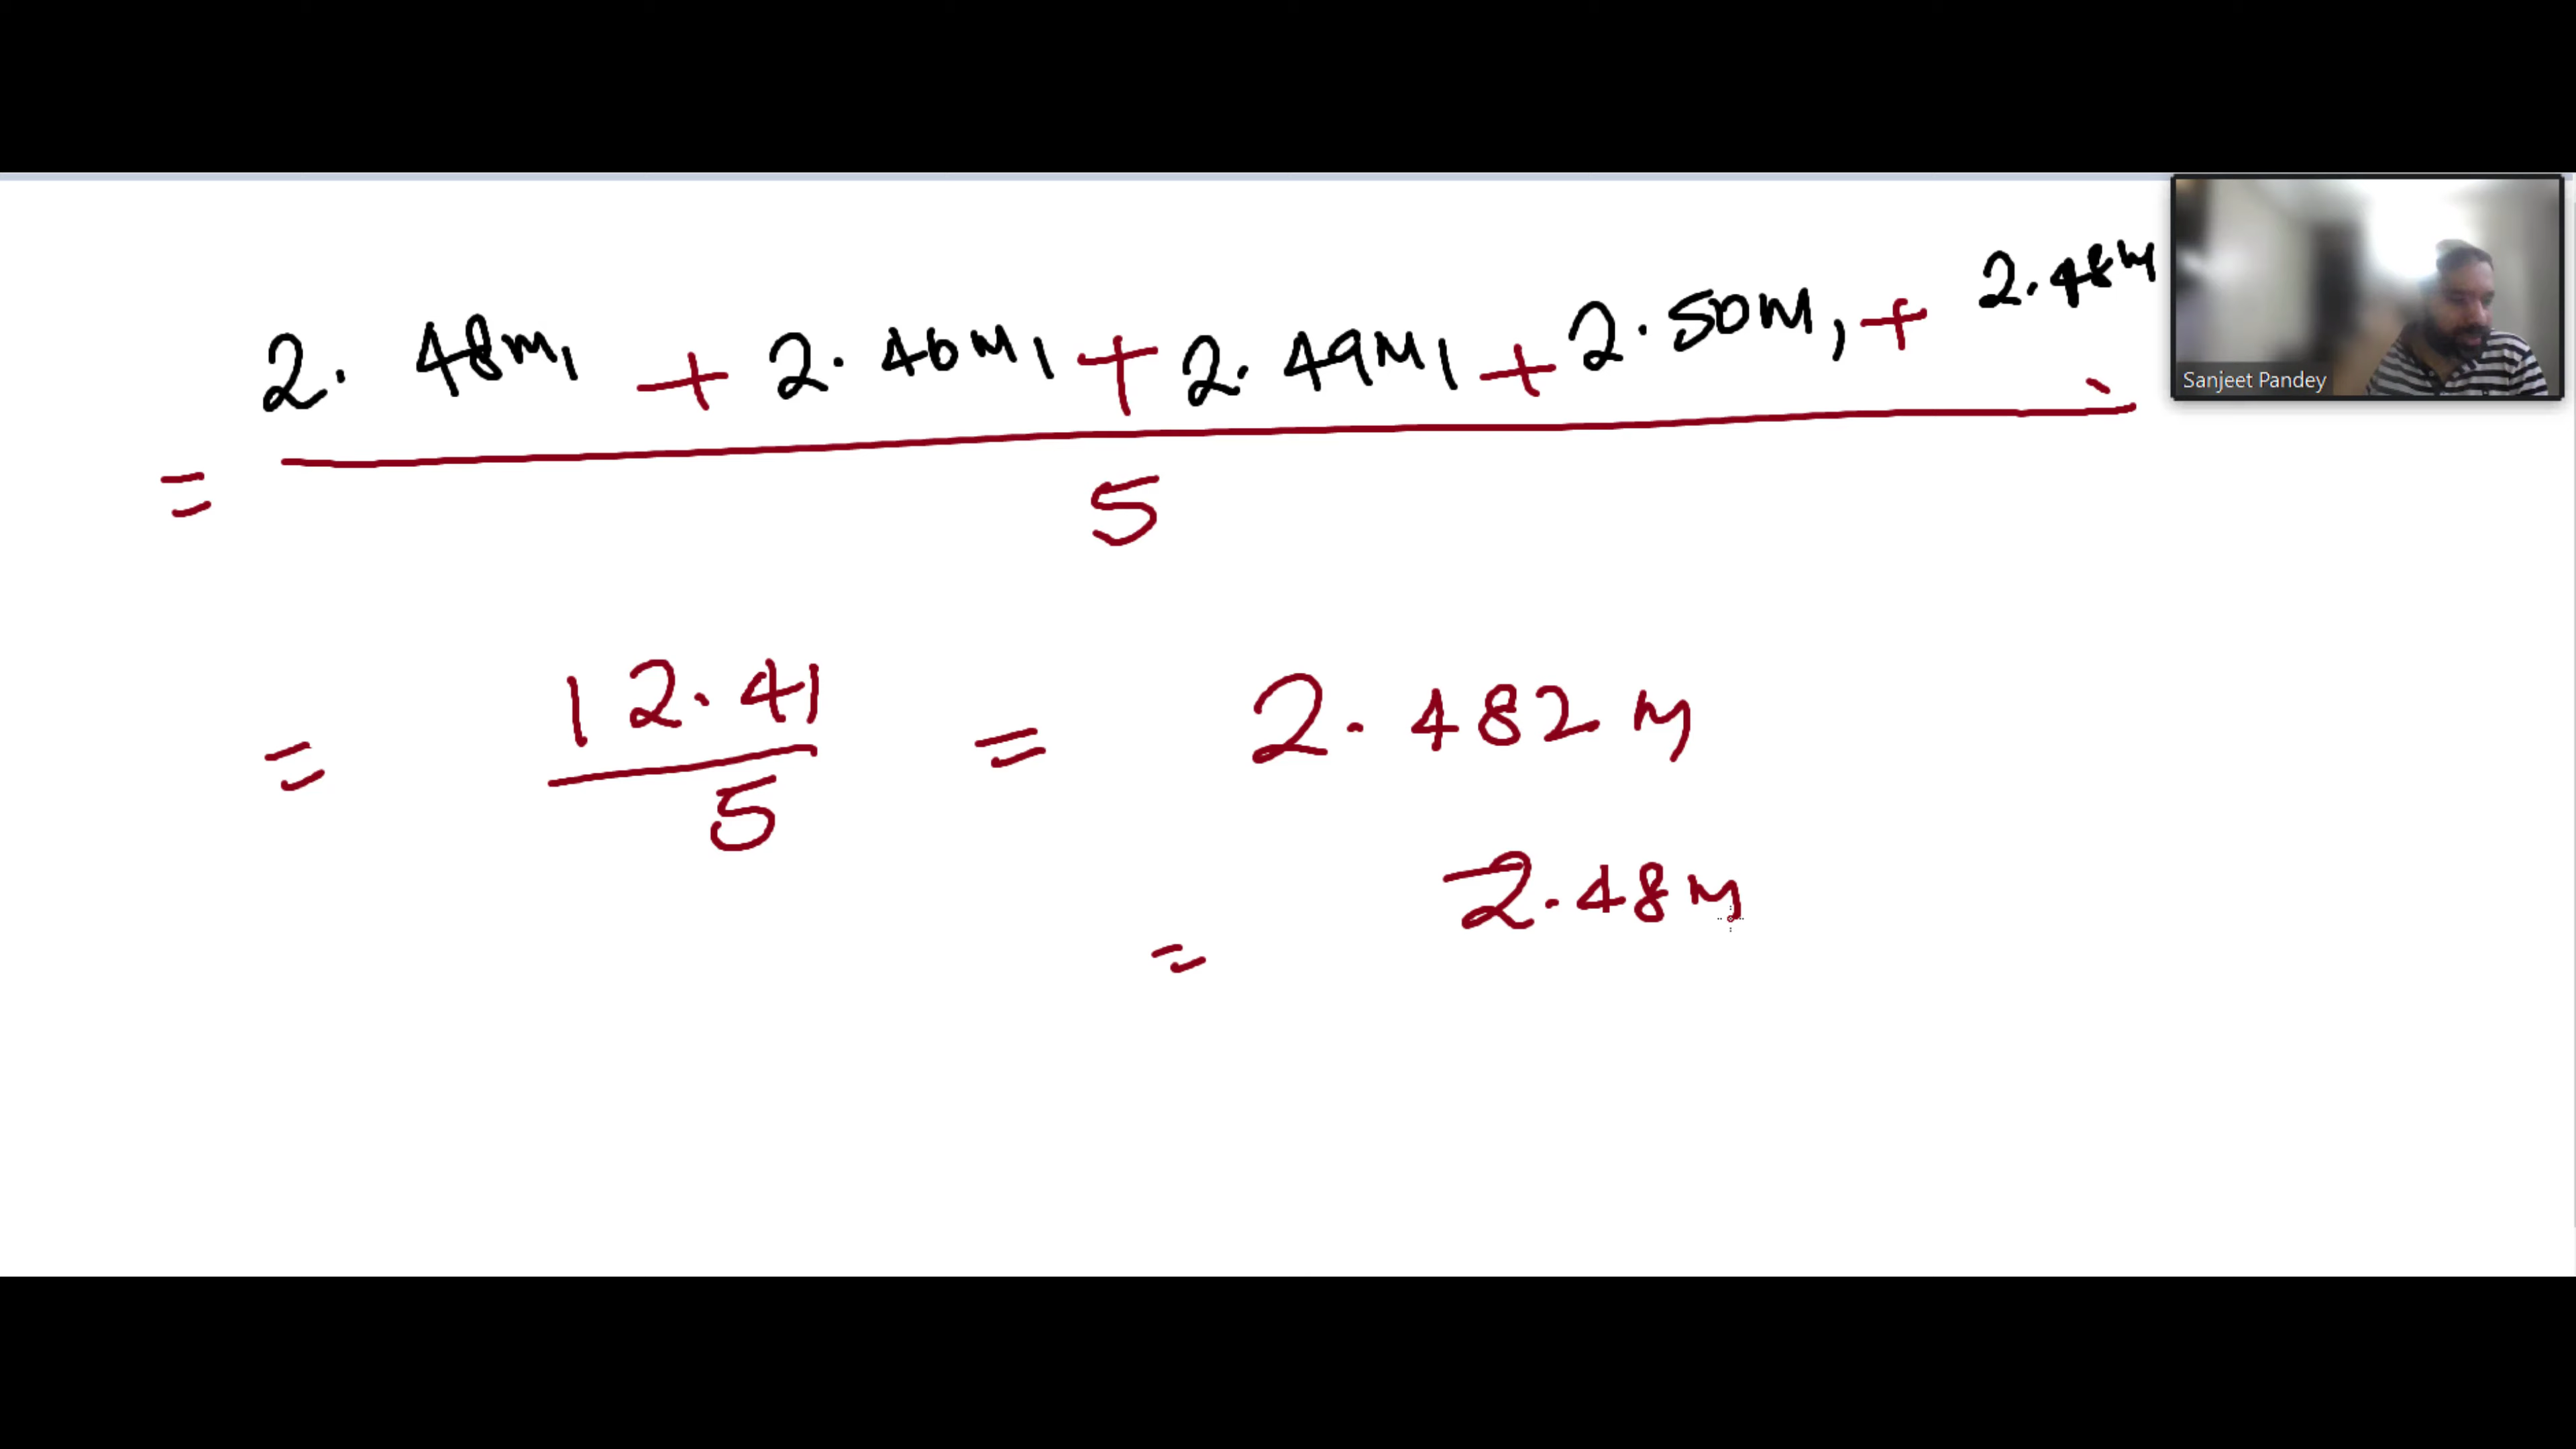 2.48m, + 2.46m, + 2.49m, + 2.50m, + 2.48m
=
5
= 12.41 = 2.482 m
5
= 2.48m
Sanjeet Pandey